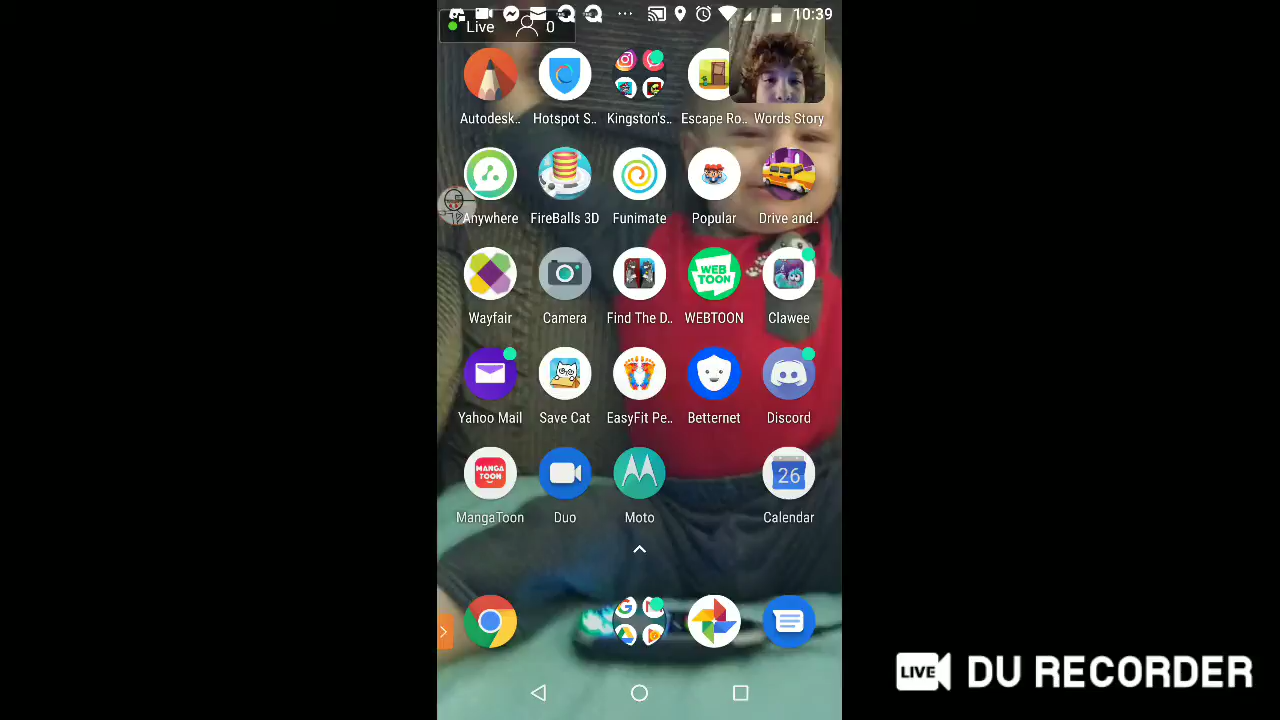 10:39
Live 0
Autodesk.. Hotspot S.. Kingston's.. Escape Ro.. Words Story
Anywhere FireBalls 3D Funimate Popular Drive and..
WEB
TOON
Wayfair Camera Find The D.. WEBTOON Clawee
Yahoo Mail Save Cat EasyFit Pe.. Betternet Discord
MANGA
TOON
26
MangaToon Duo Moto Calendar
LIVE DU RECORDER